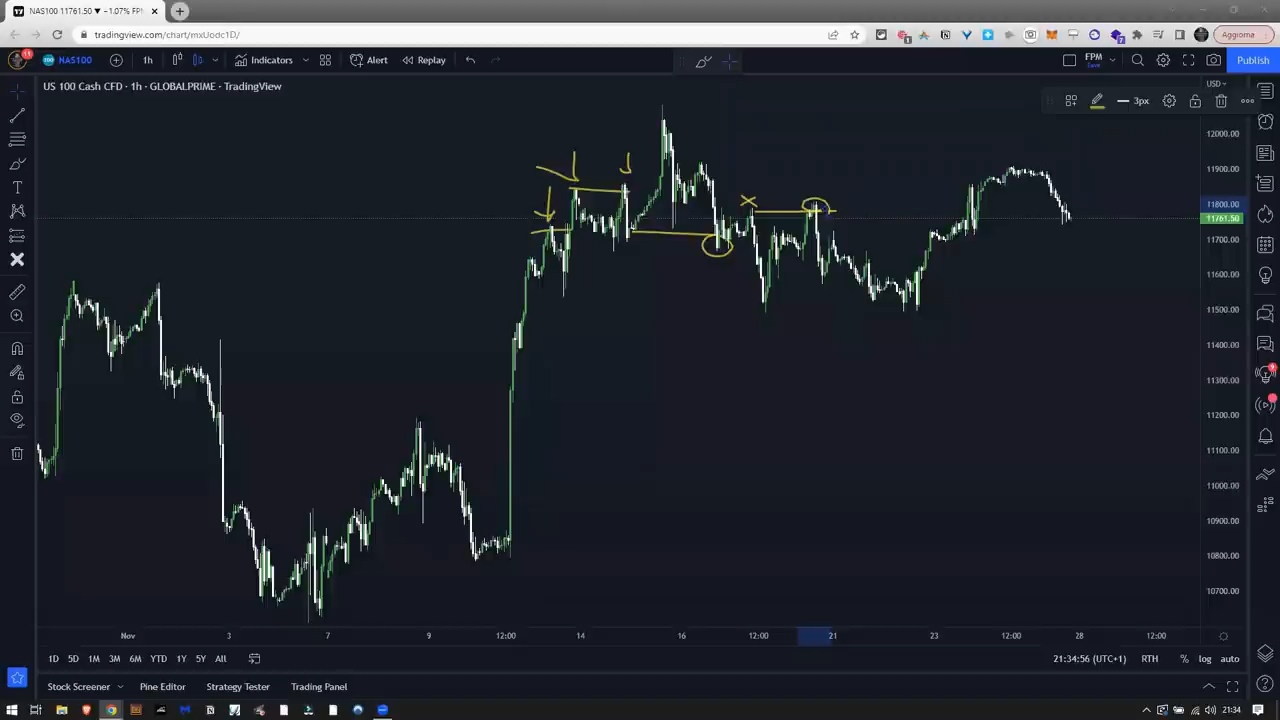 NAS100 11761.50 ▼ −1.07% FPM
tradingview.com/chart/mxUodc1D/
Aggiorna
11
NAS100
1h
Indicators
Alert
Replay
FPM
Save
Publish
US 100 Cash CFD · 1h · GLOBALPRIME · TradingView
USD
3px
12000.00
11900.00
11800.00
11761.50
11700.00
11600.00
11500.00
11400.00
11300.00
11200.00
11100.00
11000.00
10900.00
10800.00
10700.00
Nov
3
7
9
12:00
14
16
12:00
21
23
12:00
28
12:00
1D
5D
1M
3M
6M
YTD
1Y
5Y
All
21:34:56 (UTC+1)
RTH
%
log
auto
Stock Screener
Pine Editor
Strategy Tester
Trading Panel
21:34